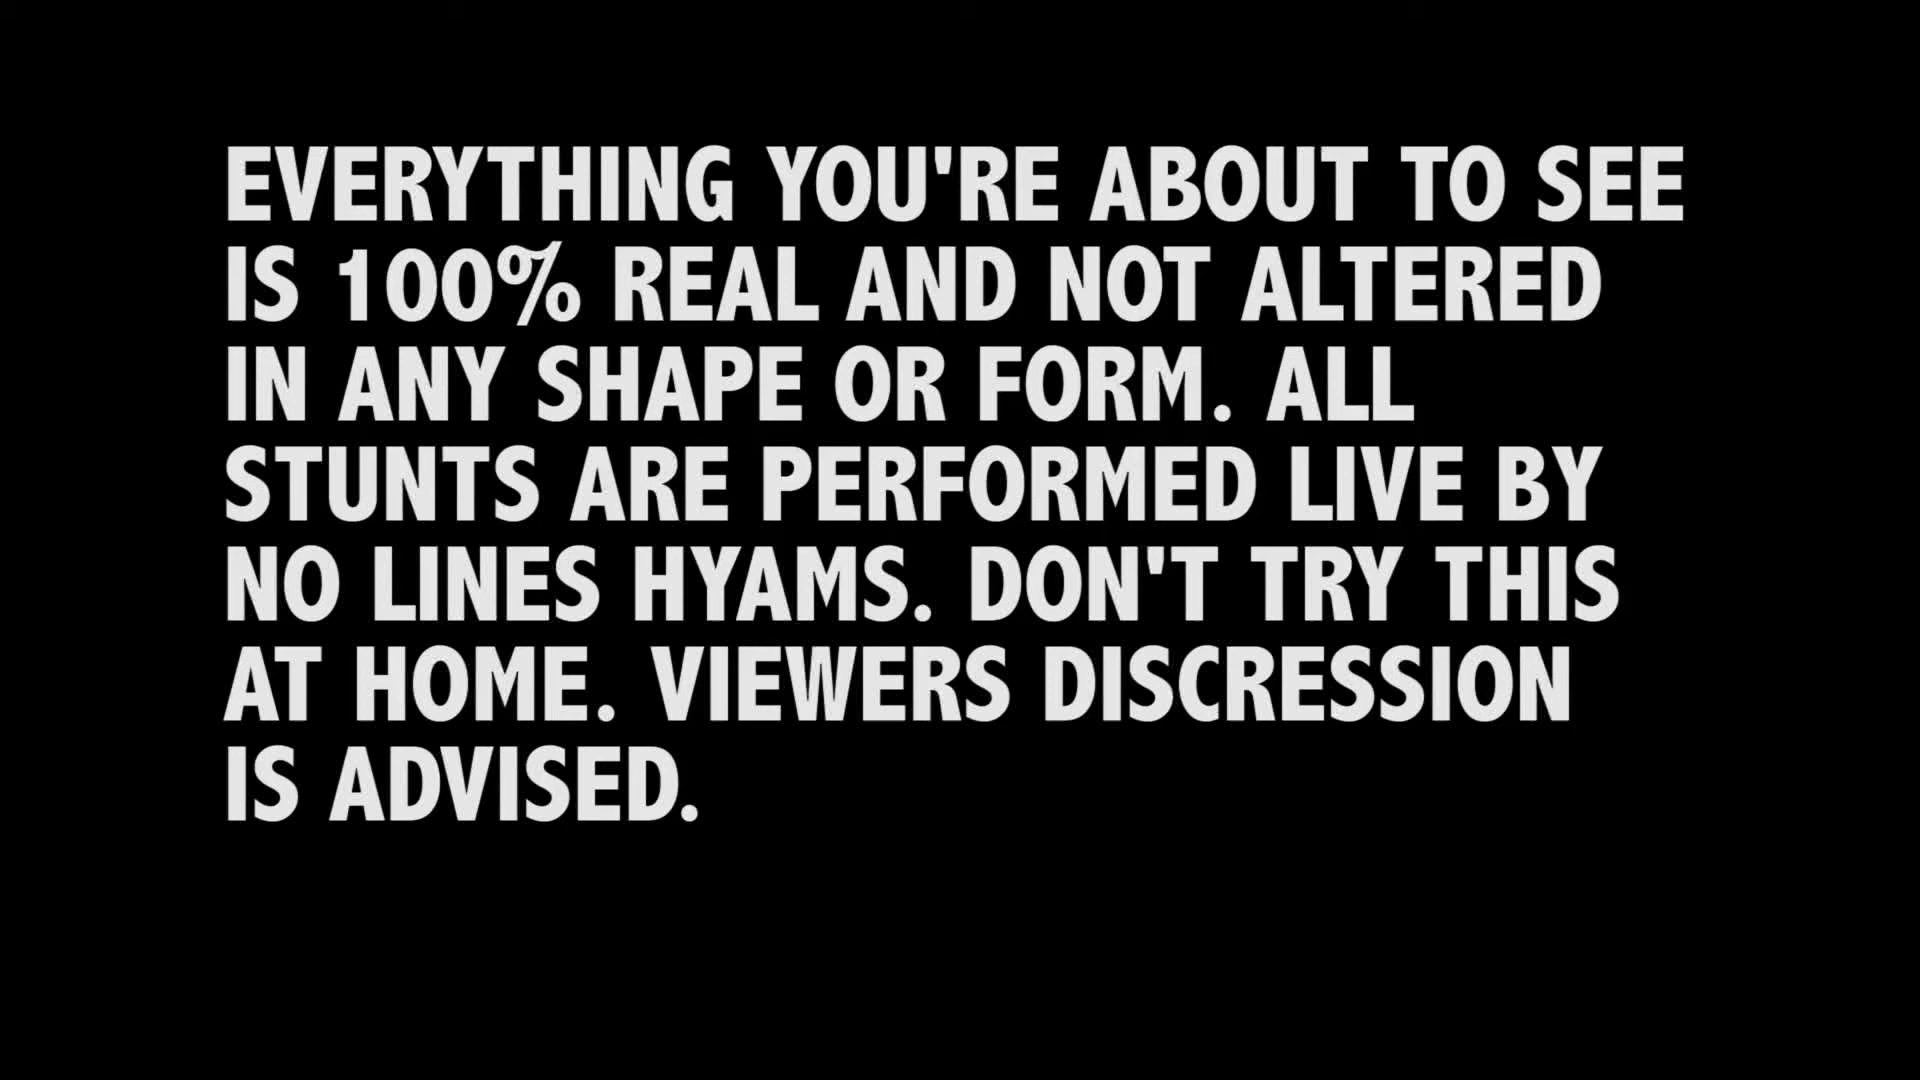 EVERYTHING YOU'RE ABOUT TO SEE
IS 100% REAL AND NOT ALTERED
IN ANY SHAPE OR FORM. ALL
STUNTS ARE PERFORMED LIVE BY
NO LINES HYAMS. DON'T TRY THIS
AT HOME. VIEWERS DISCRESSION
IS ADVISED.